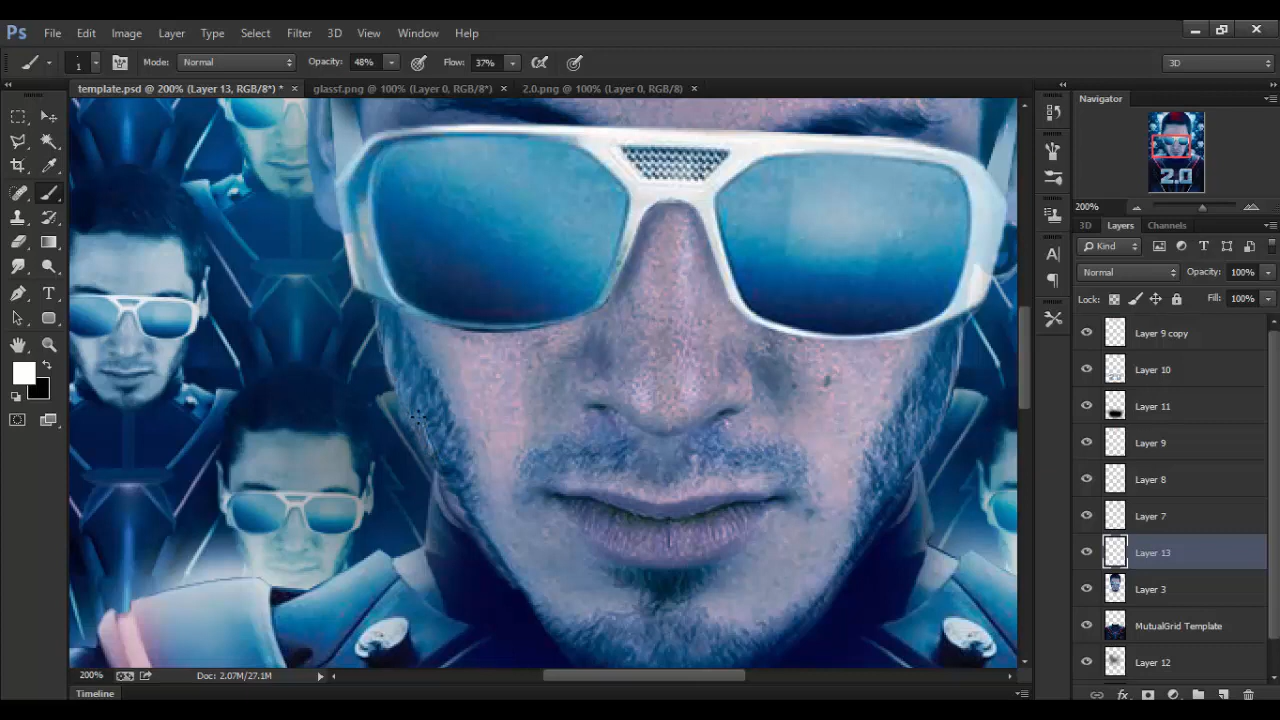 Ps File Edit Image Layer Type Select Filter 3D View Window Help
1 Mode: Normal Opacity: 48% Flow: 37% 3D
template.psd @ 200% (Layer 13, RGB/8*) * × glassf.png @ 100% (Layer 0, RGB/8*) × 2.0.png @ 100% (Layer 0, RGB/8) ×
Navigator
2.0
200%
3D Layers Channels
Kind T
Normal Opacity: 100%
Lock: Fill: 100%
Layer 9 copy
Layer 10
Layer 11
Layer 9
Layer 8
Layer 7
Layer 13
Layer 3
MutualGrid Template
Layer 12
200% Doc: 2.07M/27.1M
Timeline
fx